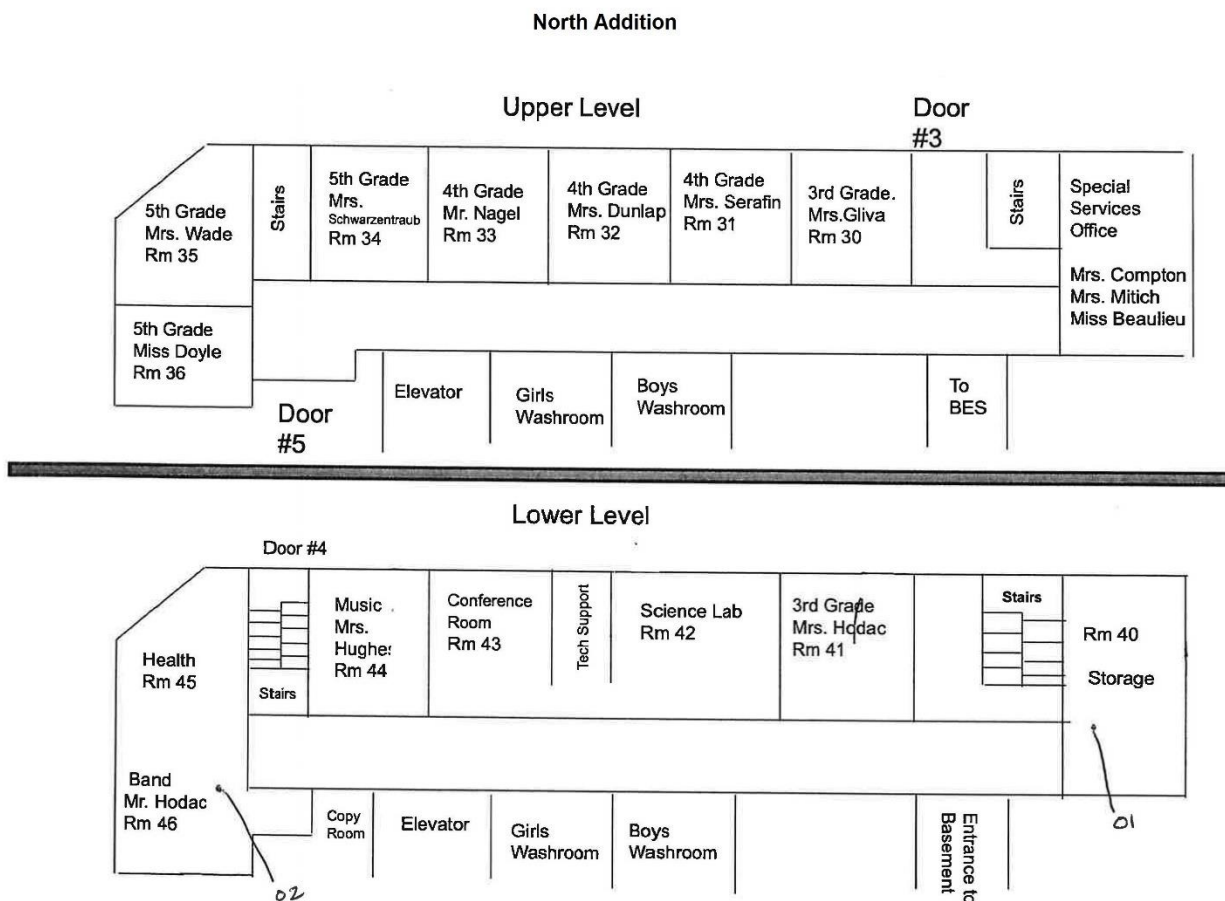 North Addition
Upper Level
Door
#3
5th Grade
Mrs. Wade
Rm 35
Stairs
5th Grade
Mrs.
Schwarzentraub
Rm 34
4th Grade
Mr. Nagel
Rm 33
4th Grade
Mrs. Dunlap
Rm 32
4th Grade
Mrs. Serafin
Rm 31
3rd Grade.
Mrs.Gliva
Rm 30
Stairs
Special
Services
Office
Mrs. Compton
Mrs. Mitich
Miss Beaulieu
5th Grade
Miss Doyle
Rm 36
Door
#5
Elevator
Girls
Washroom
Boys
Washroom
To
BES
Lower Level
Door #4
Health
Rm 45
Stairs
Music
Mrs.
Hughes
Rm 44
Conference
Room
Rm 43
Tech Support
Science Lab
Rm 42
3rd Grade
Mrs. Hodac
Rm 41
Stairs
Rm 40
Storage
Band
Mr. Hodac
Rm 46
Copy
Room
Elevator
Girls
Washroom
Boys
Washroom
Entrance to
Basement
01
02